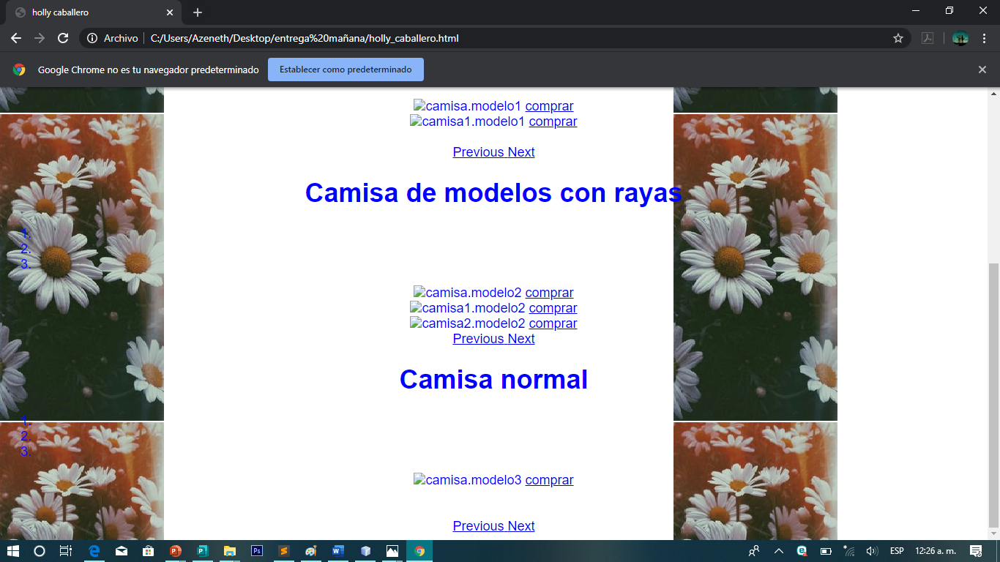 holly caballero
Archivo C:/Users/Azeneth/Desktop/entrega%20mañana/holly_caballero.html
Google Chrome no es tu navegador predeterminado Establecer como predeterminado
camisa.modelo1 comprar
camisa1.modelo1 comprar
Previous Next
Camisa de modelos con rayas
1.
2.
3.
camisa.modelo2 comprar
camisa1.modelo2 comprar
camisa2.modelo2 comprar
Previous Next
Camisa normal
1.
2.
3.
camisa.modelo3 comprar
Previous Next
ESP 12:26 a. m.